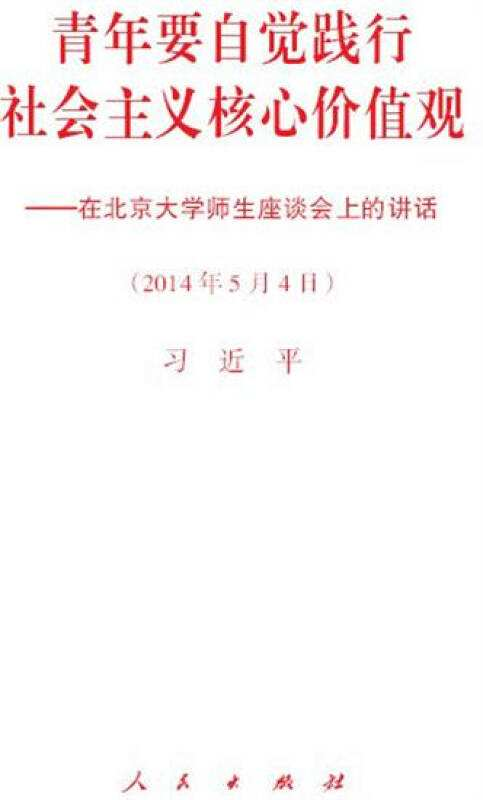 青年要自觉践行
社会主义核心价值观
——在北京大学师生座谈会上的讲话
（2014年5月4日）
习近平
人民出版社